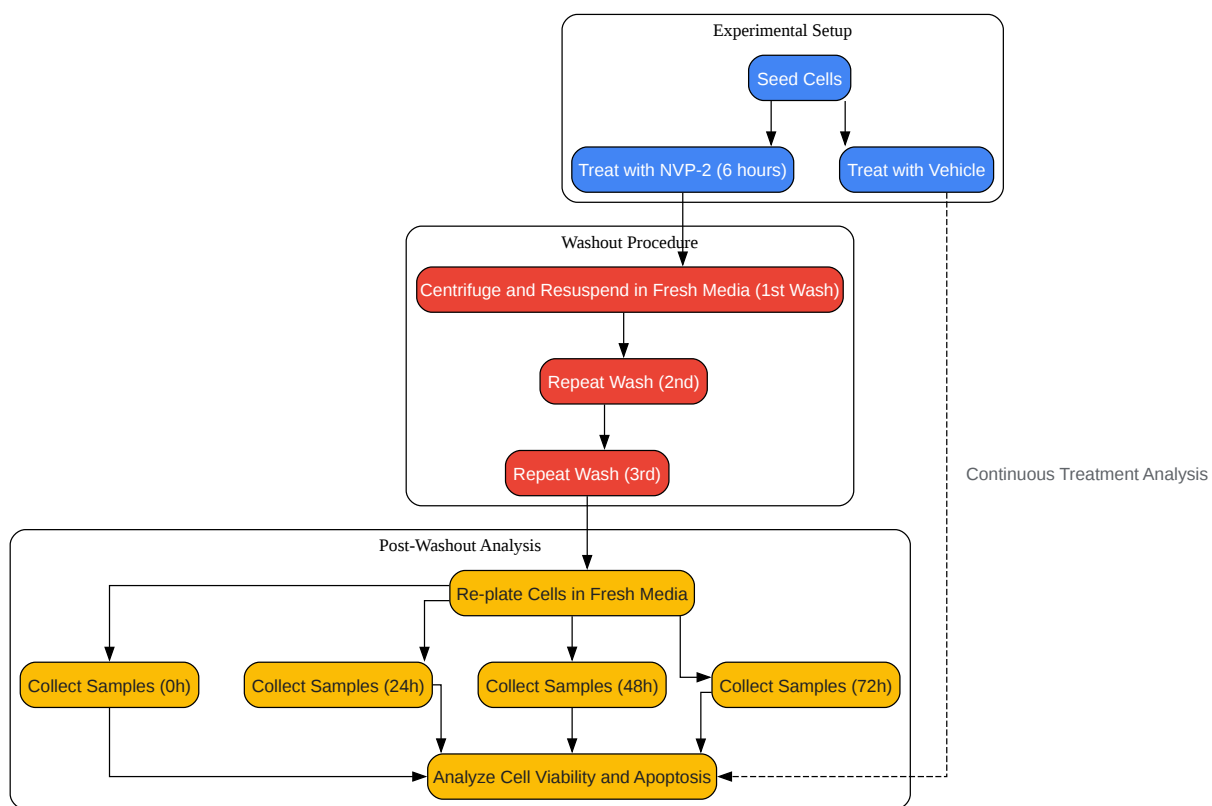 Experimental Setup
Seed Cells
Treat with NVP-2 (6 hours)
Treat with Vehicle
Washout Procedure
Centrifuge and Resuspend in Fresh Media (1st Wash)
Repeat Wash (2nd)
Repeat Wash (3rd)
Continuous Treatment Analysis
Post-Washout Analysis
Re-plate Cells in Fresh Media
Collect Samples (0h)
Collect Samples (24h)
Collect Samples (48h)
Collect Samples (72h)
Analyze Cell Viability and Apoptosis